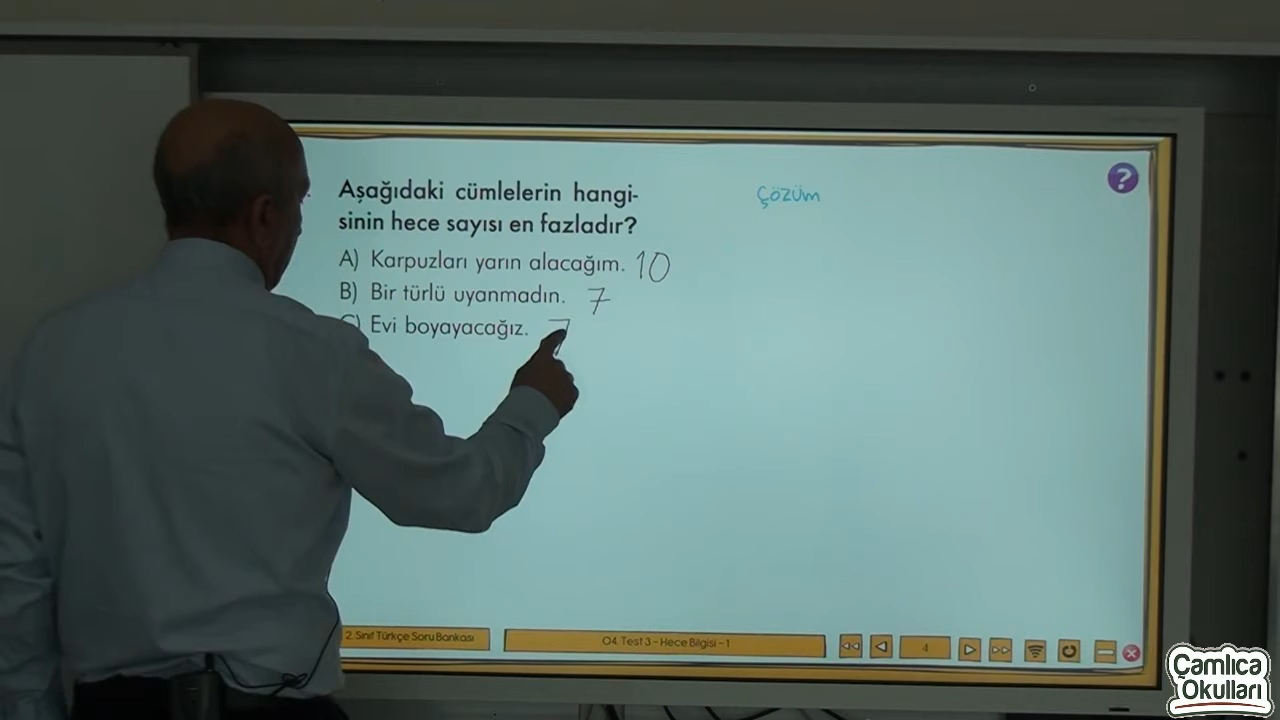 Aşağıdaki cümlelerin hangi-
sinin hece sayısı en fazladır?
A) Karpuzları yarın alacağım. 10
B) Bir türlü uyanmadın. 7
C) Evi boyayacağız. 7
Çözüm
?
2. Sınıf Türkçe Soru Bankası
04. Test 3 - Hece Bilgisi - 1
4
Çamlıca
Okulları